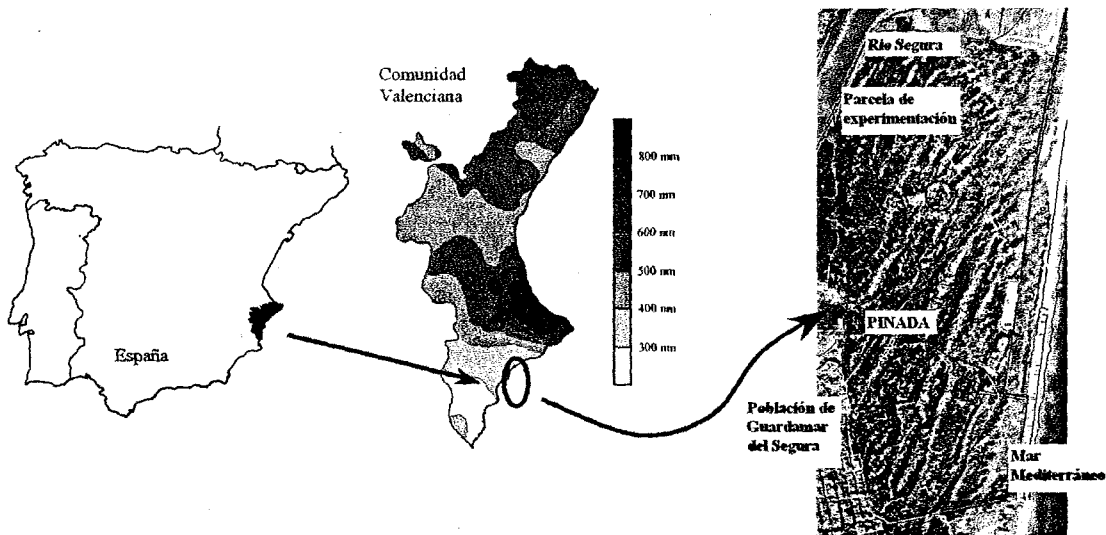 España
Comunidad
Valenciana
800 mm
700 mm
600 mm
500 mm
400 mm
300 mm
Río Segura
Parcela de
experimentación
PINADA
Población de
Guardamar
del Segura
Mar
Mediterráneo